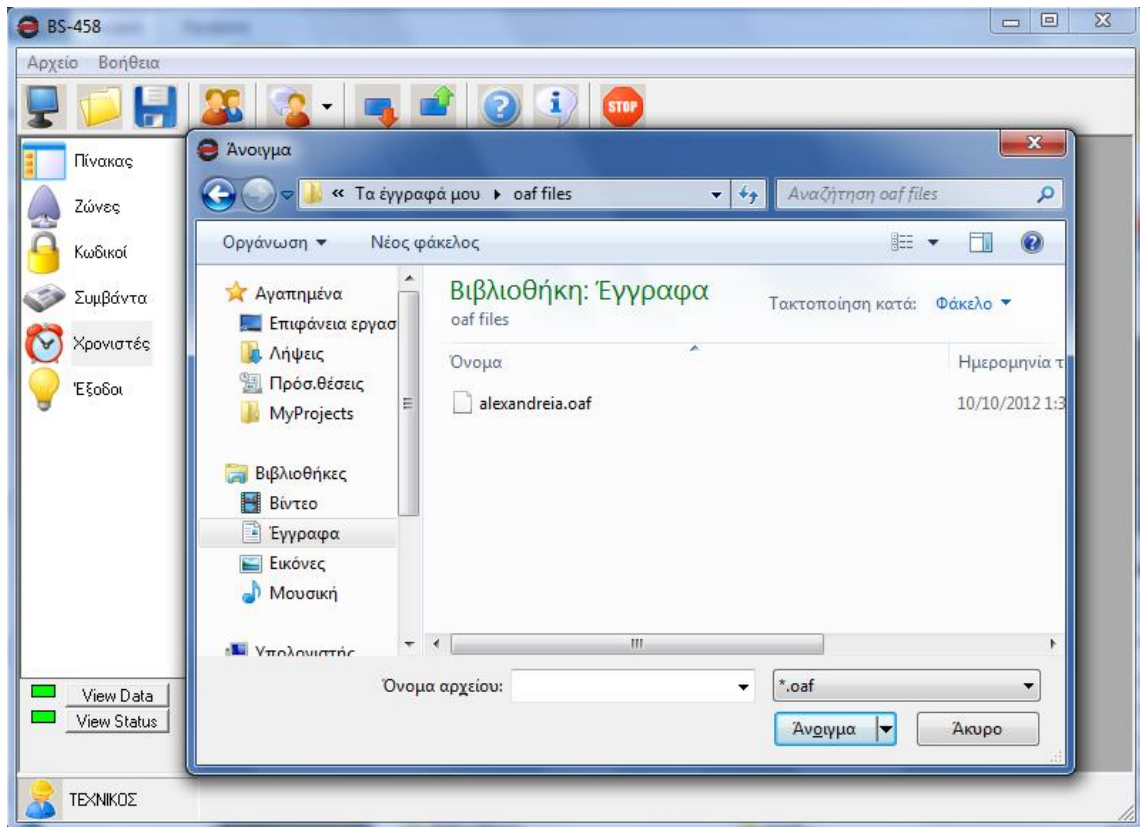 BS-458
Αρχείο Βοήθεια
STOP
Πίνακας
Ζώνες
Κωδικοί
Συμβάντα
Χρονιστές
Έξοδοι
View Data
View Status
ΤΕΧΝΙΚΟΣ
Άνοιγμα
« Τα έγγραφά μου oaf files
Αναζήτηση oaf files
Οργάνωση Νέος φάκελος
Αγαπημένα
Επιφάνεια εργασ
Λήψεις
Πρόσ.θέσεις
MyProjects
Βιβλιοθήκες
Βίντεο
Έγγραφα
Εικόνες
Μουσική
Υπολογιστής
Βιβλιοθήκη: Έγγραφα
oaf files
Τακτοποίηση κατά: Φάκελο
Όνομα Ημερομηνία τ
alexandreia.oaf 10/10/2012 1:3
Όνομα αρχείου: *.oaf
Άνοιγμα Άκυρο